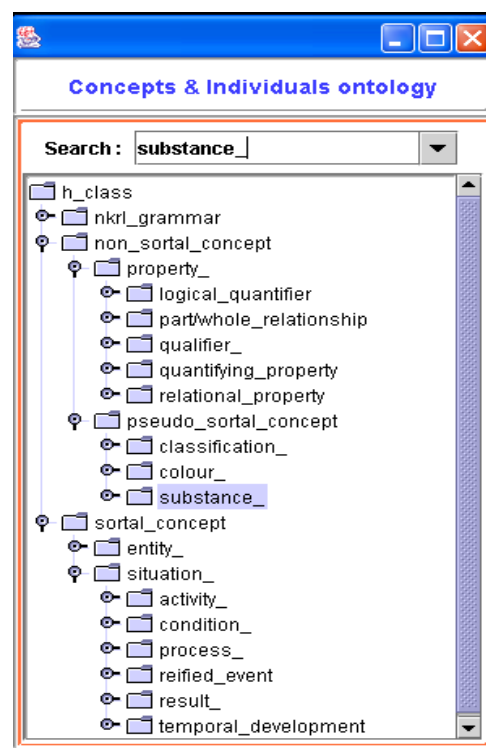 Concepts & Individuals ontology
Search : substance_
h_class
nkrl_grammar
non_sortal_concept
property_
logical_quantifier
part/whole_relationship
qualifier_
quantifying_property
relational_property
pseudo_sortal_concept
classification_
colour_
substance_
sortal_concept
entity_
situation_
activity_
condition_
process_
reified_event
result_
temporal_development